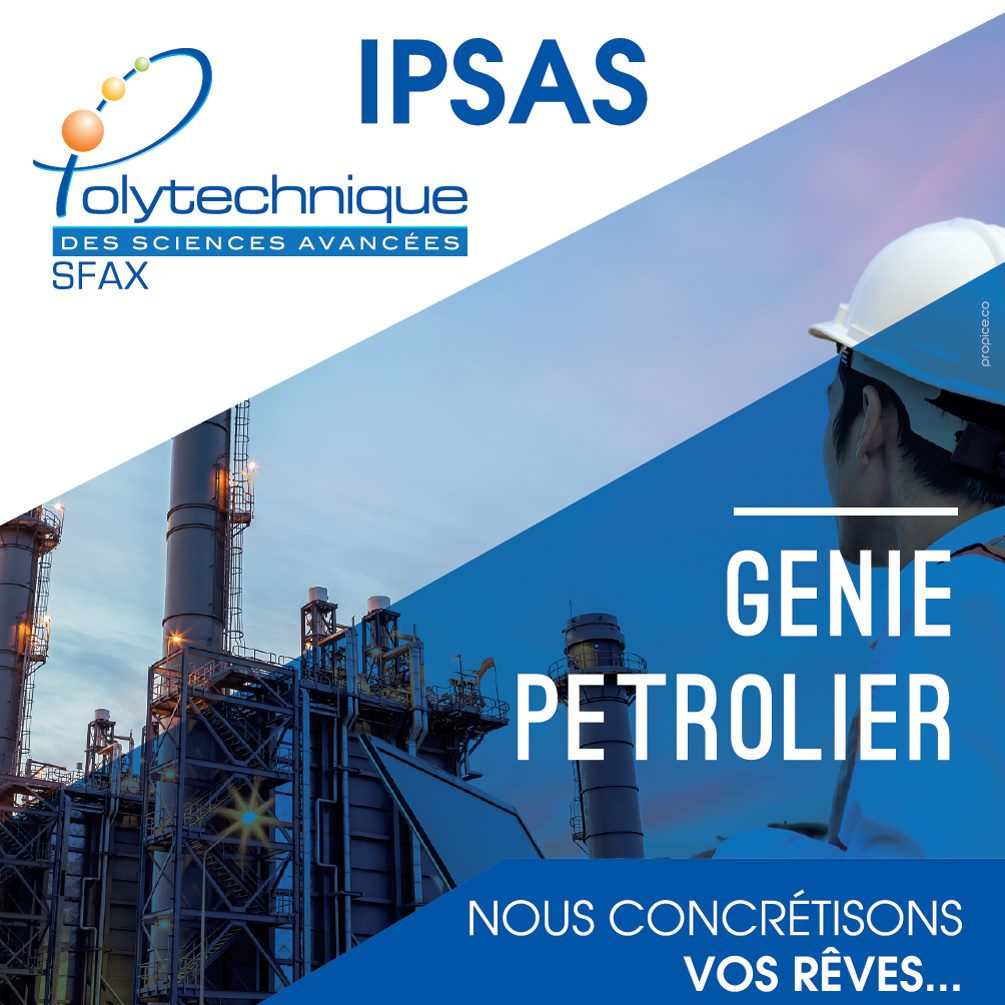 IPSAS
Polytechnique
DES SCIENCES AVANCÉES
SFAX
propice.co
GENIE
PETROLIER
NOUS CONCRÉTISONS
VOS RÊVES...